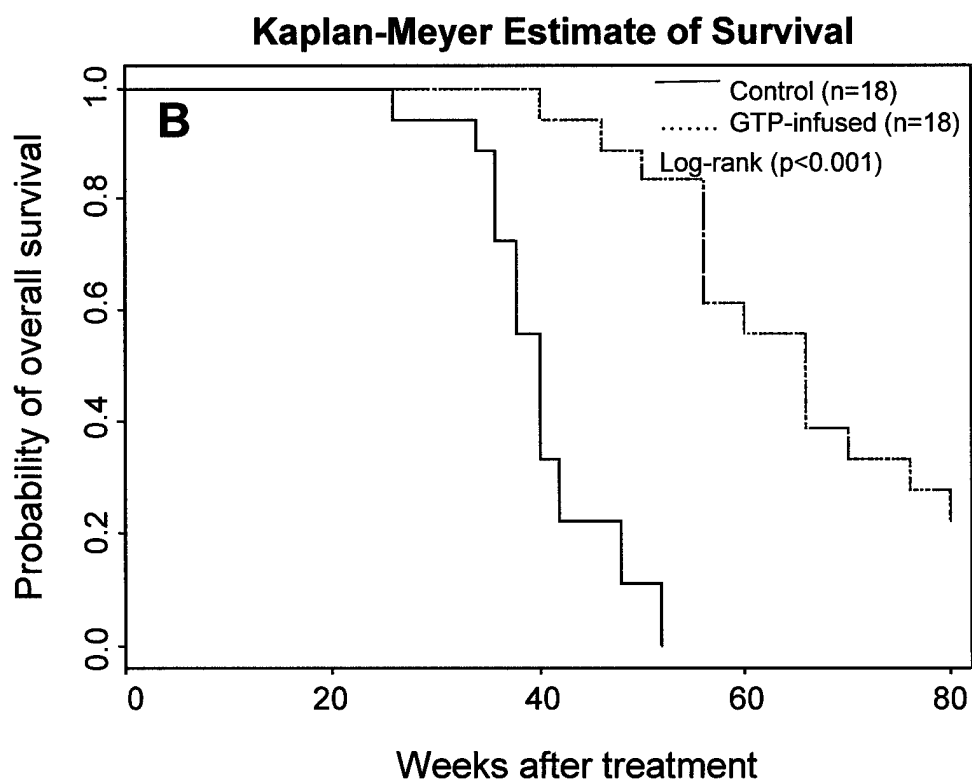 Kaplan-Meyer Estimate of Survival
B
Control (n=18)
GTP-infused (n=18)
Log-rank (p<0.001)
Probability of overall survival
1.0
0.8
0.6
0.4
0.2
0.0
0 20 40 60 80
Weeks after treatment